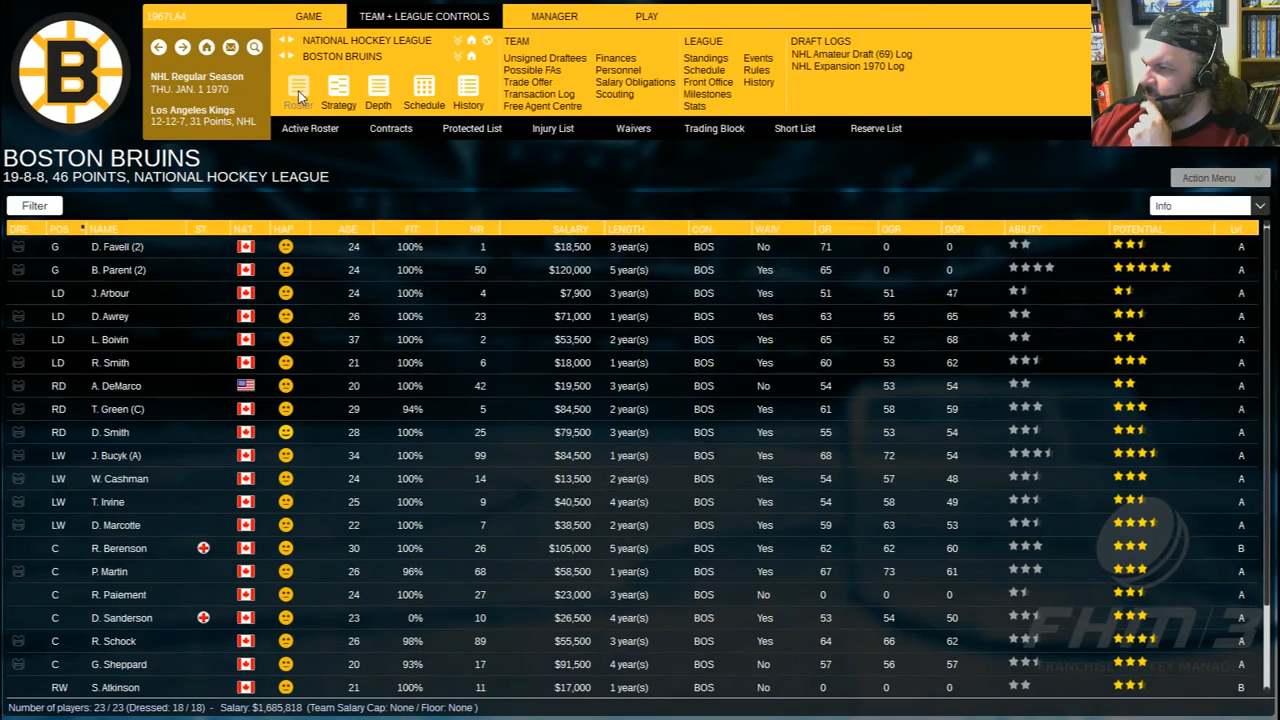 1967LA4
GAME
TEAM + LEAGUE CONTROLS
MANAGER
PLAY
NHL Regular Season
THU. JAN. 1 1970
Los Angeles Kings
12-12-7, 31 Points, NHL
NATIONAL HOCKEY LEAGUE
BOSTON BRUINS
Roster Strategy Depth Schedule History
TEAM
Unsigned Draftees Finances
Possible FAs Personnel
Trade Offer Salary Obligations
Transaction Log Scouting
Free Agent Centre
LEAGUE
Standings Events
Schedule Rules
Front Office History
Milestones
Stats
DRAFT LOGS
NHL Amateur Draft (69) Log
NHL Expansion 1970 Log
Active Roster Contracts Protected List Injury List Waivers Trading Block Short List Reserve List
BOSTON BRUINS
19-8-8, 46 POINTS, NATIONAL HOCKEY LEAGUE
Action Menu
Filter
Info
DRE POS NAME ST. NAT HAP AGE FIT NR SALARY LENGTH CON. WAIV GR OGR DGR ABILITY POTENTIAL Lvl
G D. Favell (2) 24 100% 1 $18,500 3 year(s) BOS No 71 0 0 A
G B. Parent (2) 24 100% 50 $120,000 5 year(s) BOS Yes 65 0 0 A
LD J. Arbour 24 100% 4 $7,900 3 year(s) BOS Yes 51 51 47 A
LD D. Awrey 26 100% 23 $71,000 1 year(s) BOS Yes 63 55 65 A
LD L. Boivin 37 100% 2 $53,500 2 year(s) BOS Yes 65 52 68 A
LD R. Smith 21 100% 6 $18,000 1 year(s) BOS Yes 60 53 62 A
RD A. DeMarco 20 100% 42 $19,500 3 year(s) BOS No 54 53 54 A
RD T. Green (C) 29 94% 5 $84,500 2 year(s) BOS Yes 61 58 59 A
RD D. Smith 28 100% 25 $79,500 3 year(s) BOS Yes 55 53 54 A
LW J. Bucyk (A) 34 100% 99 $84,500 1 year(s) BOS Yes 68 72 54 A
LW W. Cashman 24 100% 14 $13,500 2 year(s) BOS Yes 54 57 48 A
LW T. Irvine 25 100% 9 $40,500 3 year(s) BOS Yes 54 58 49 A
LW D. Marcotte 22 100% 7 $38,500 2 year(s) BOS Yes 59 63 53 A
C R. Berenson 30 100% 26 $105,000 5 year(s) BOS Yes 62 62 60 B
C P. Martin 26 96% 68 $58,500 1 year(s) BOS Yes 67 73 61 A
C R. Paiement 24 100% 27 $23,000 3 year(s) BOS No 0 0 0 A
C D. Sanderson 23 0% 10 $26,500 4 year(s) BOS Yes 53 54 50 A
C R. Schock 26 98% 89 $55,500 3 year(s) BOS Yes 64 66 62 A
C G. Sheppard 20 93% 17 $91,500 4 year(s) BOS No 57 56 57 A
RW S. Atkinson 21 100% 11 $17,000 1 year(s) BOS No 0 0 0 B
FHM/3
FRANCHISE HOCKEY MANAGER
Number of players: 23 / 23 (Dressed: 18 / 18) - Salary: $1,685,818 (Team Salary Cap: None / Floor: None )